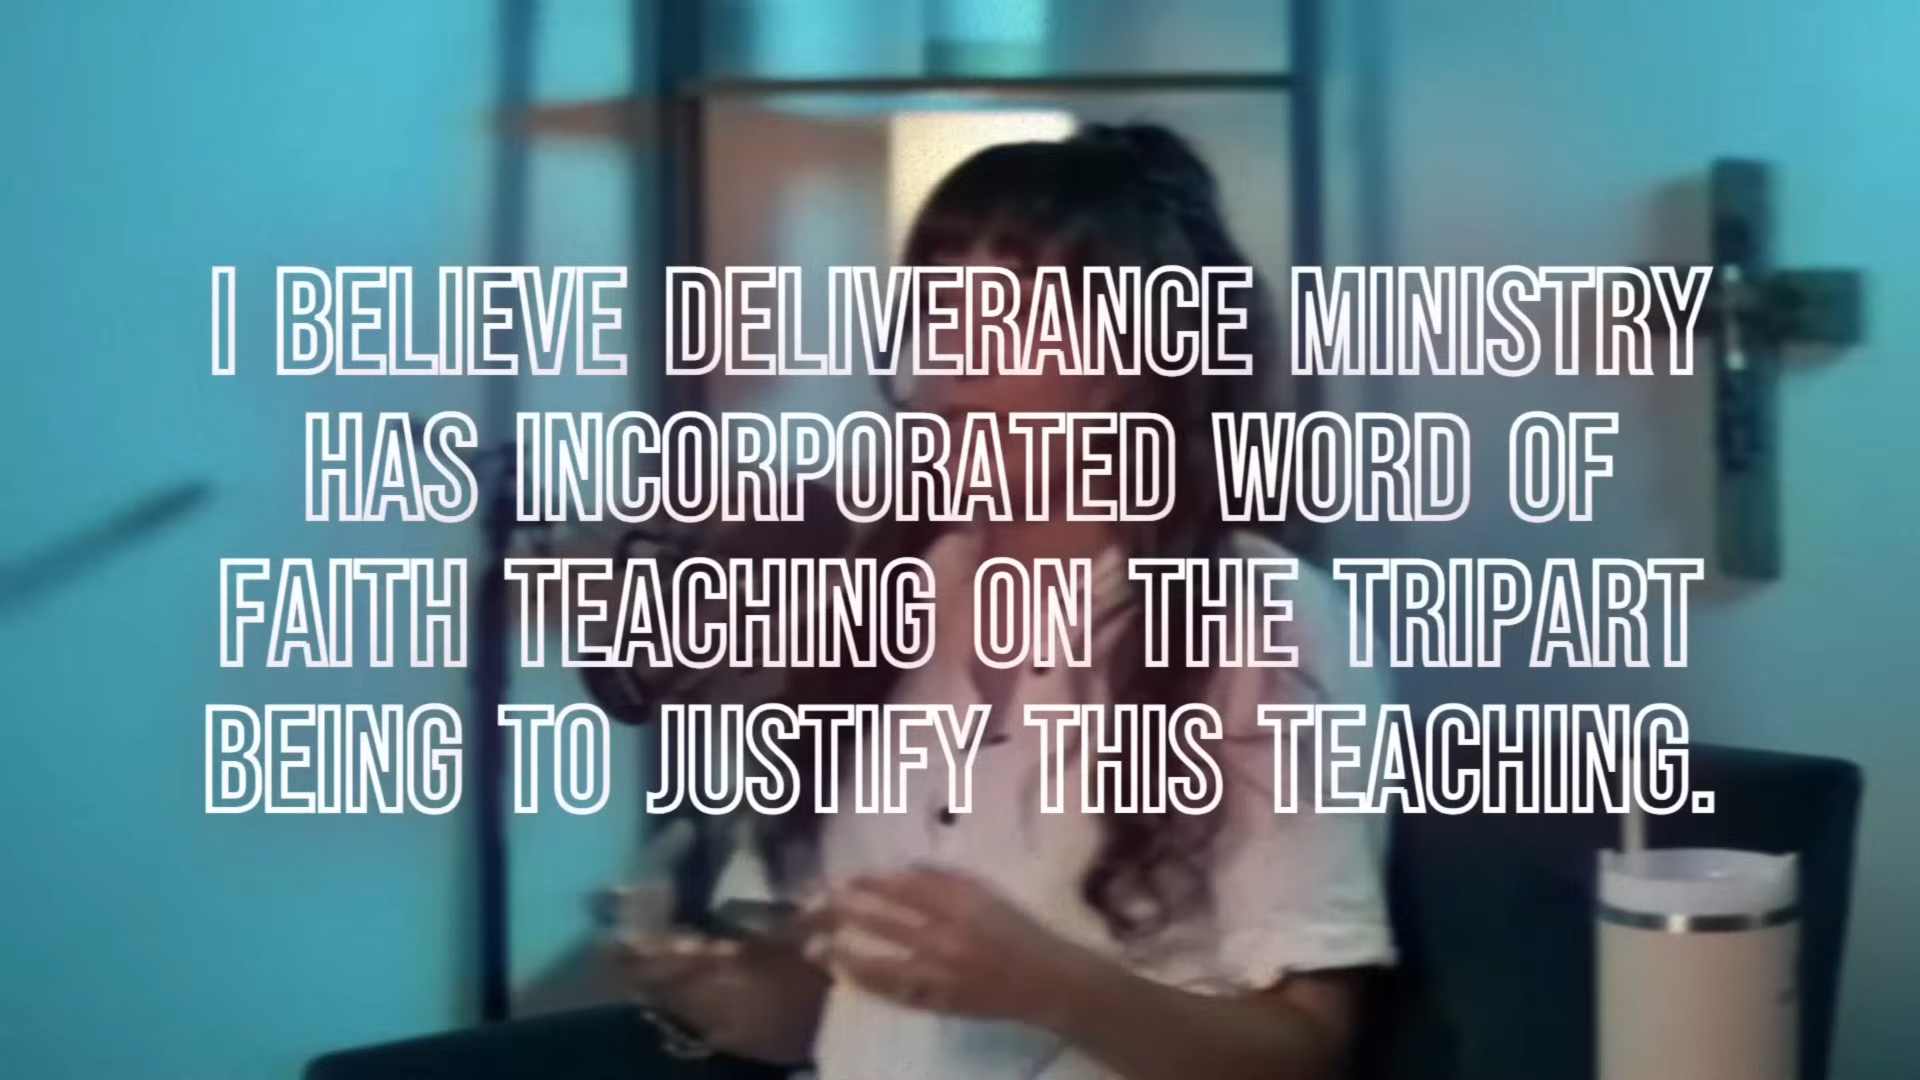 I BELIEVE DELIVERANCE MINISTRY
HAS INCORPORATED WORD OF
FAITH TEACHING ON THE TRIPART
BEING TO JUSTIFY THIS TEACHING.